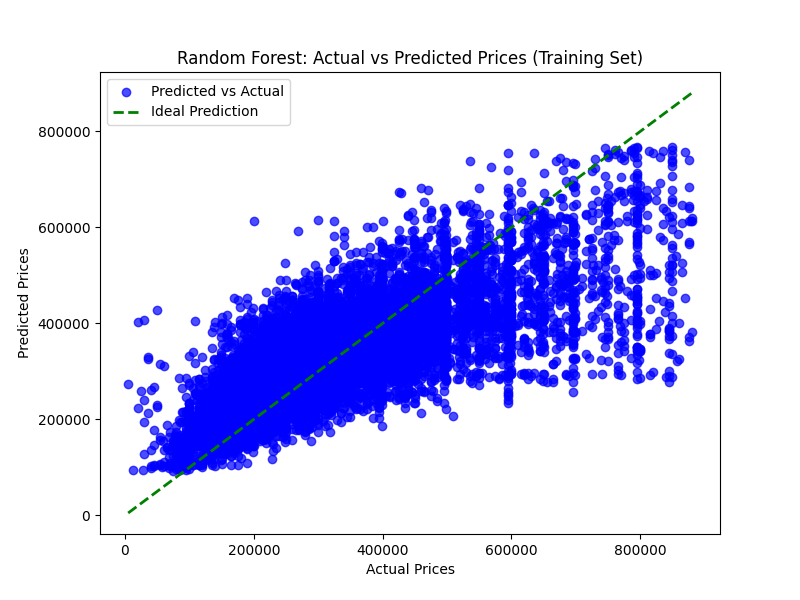 Random Forest: Actual vs Predicted Prices (Training Set)
Predicted vs Actual
Ideal Prediction
Predicted Prices
800000
600000
400000
200000
0
0 200000 400000 600000 800000
Actual Prices